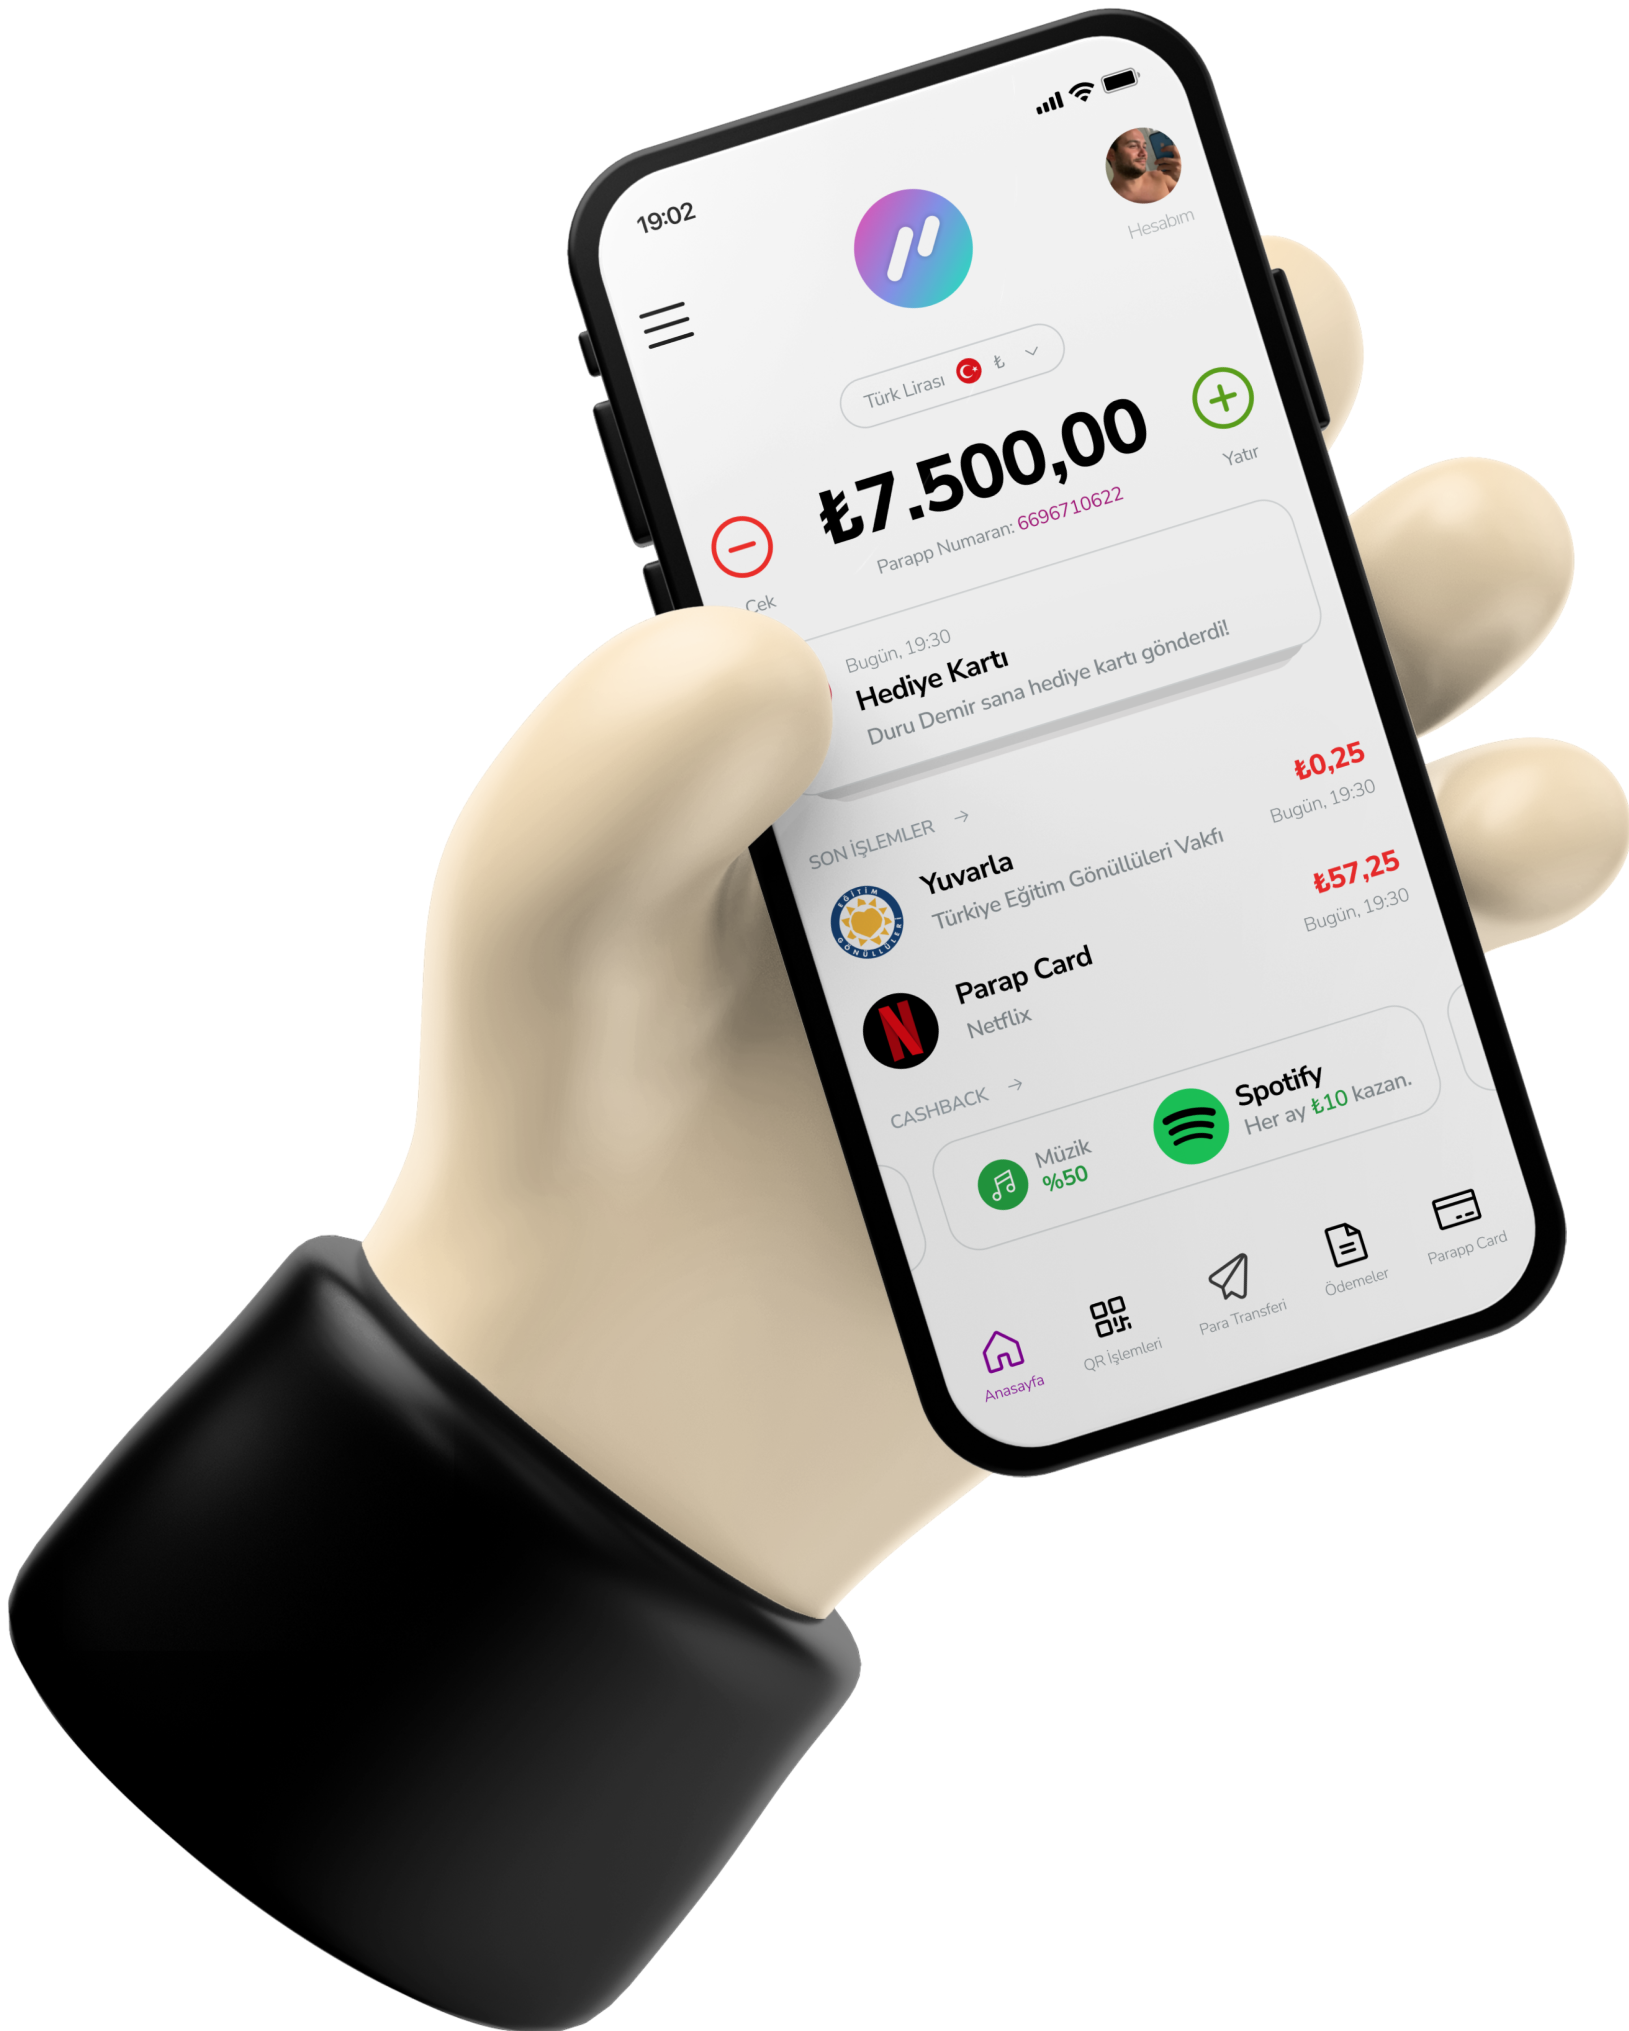 19:02
Hesabım
Türk Lirası ₺
₺7.500,00
Yatır
Parapp Numaran: 6696710622
Çek
Bugün, 19:30
Hediye Kartı
Duru Demir sana hediye kartı gönderdi!
SON İŞLEMLER →
Yuvarla
₺0,25
Türkiye Eğitim Gönüllüleri Vakfı
Bugün, 19:30
EĞİTİM
GÖNÜLLÜLERİ
Parap Card
₺57,25
Netflix
Bugün, 19:30
CASHBACK →
Müzik
%50
Spotify
Her ay ₺10 kazan.
Anasayfa
QR İşlemleri
Para Transferi
Ödemeler
Parapp Card